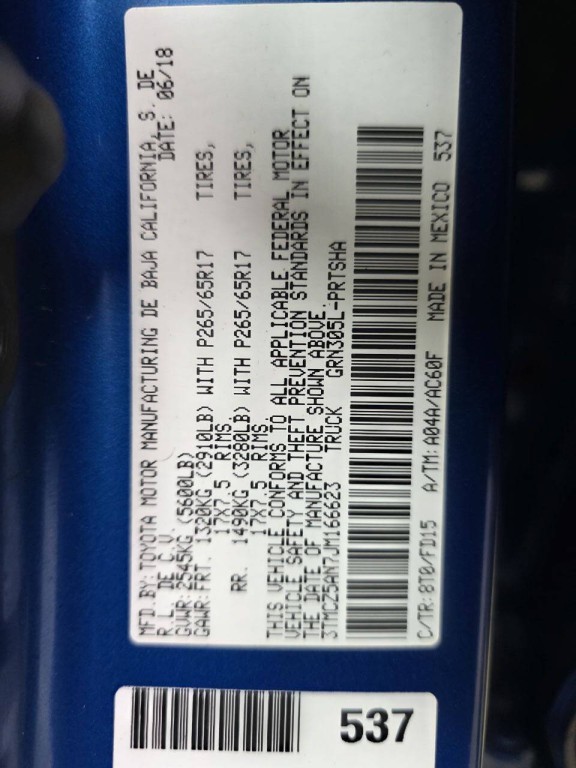 MFD.BY:TOYOTA MOTOR MANUFACTURING DE BAJA CALIFORNIA, S. DE
R.L. DE C.V. DATE: 06/18
GVWR:2545KG (5600LB)
GAWR:FRT. 1320KG (2910LB) WITH P265/65R17 TIRES,
17X7.5 RIMS.
RR. 1490KG (3280LB) WITH P265/65R17 TIRES,
17X7.5 RIMS.
THIS VEHICLE CONFORMS TO ALL APPLICABLE FEDERAL MOTOR
VEHICLE SAFETY AND THEFT PREVENTION STANDARDS IN EFFECT ON
THE DATE OF MANUFACTURE SHOWN ABOVE.
3TMCZ5AN7JM166623 TRUCK GRN305L-PRTSHA
C/TR:8T0/FD15 A/TM:A04A/AC60F MADE IN MEXICO 537
537